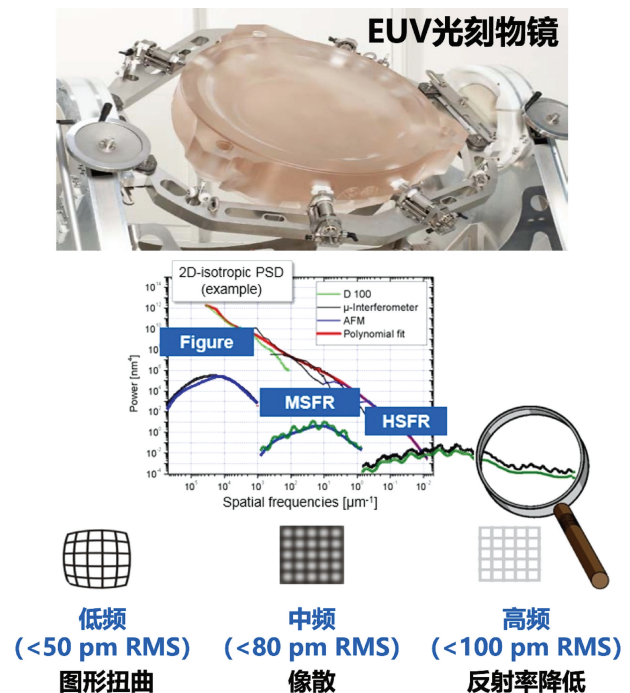 EUV光刻物镜
2D-isotropic PSD
(example)
D 100
μ-Interferometer
AFM
Polynomial fit
Figure
MSFR
HSFR
Power [nm⁴]
Spatial frequencies [μm⁻¹]
低频
(<50 pm RMS)
图形扭曲
中频
(<80 pm RMS)
像散
高频
(<100 pm RMS)
反射率降低